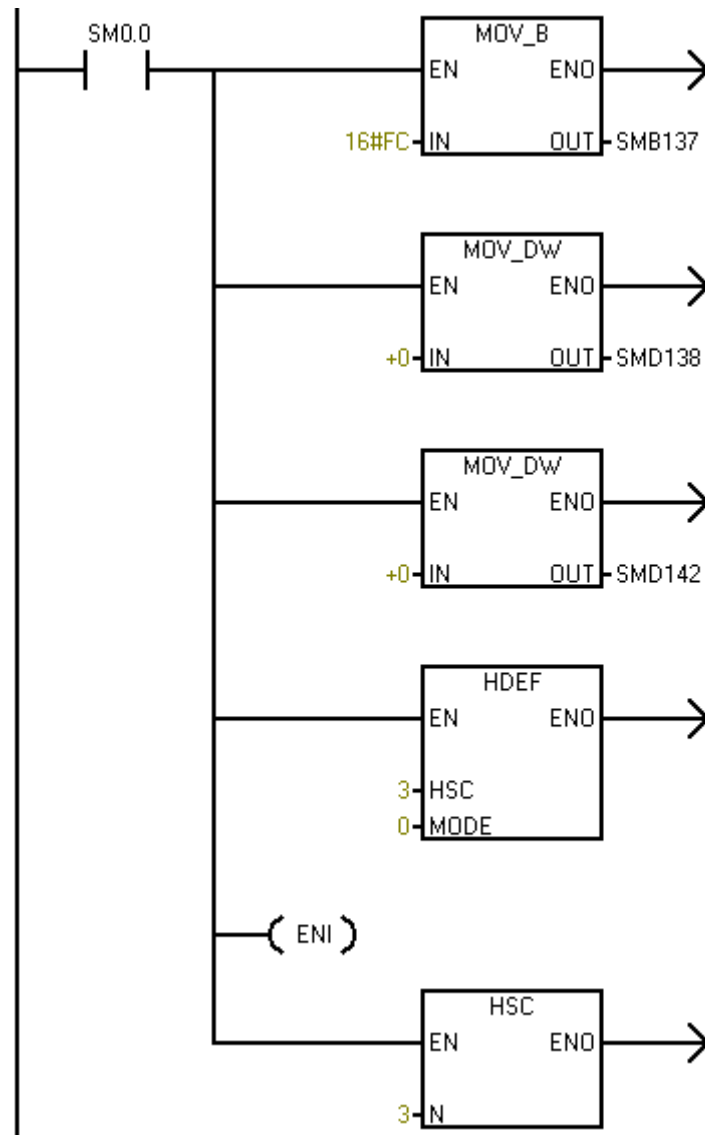 SM0.0
MOV_B
EN ENO
16#FC IN OUT SMB137
MOV_DW
EN ENO
+0 IN OUT SMD138
MOV_DW
EN ENO
+0 IN OUT SMD142
HDEF
EN ENO
3 HSC
0 MODE
ENI
HSC
EN ENO
3 N